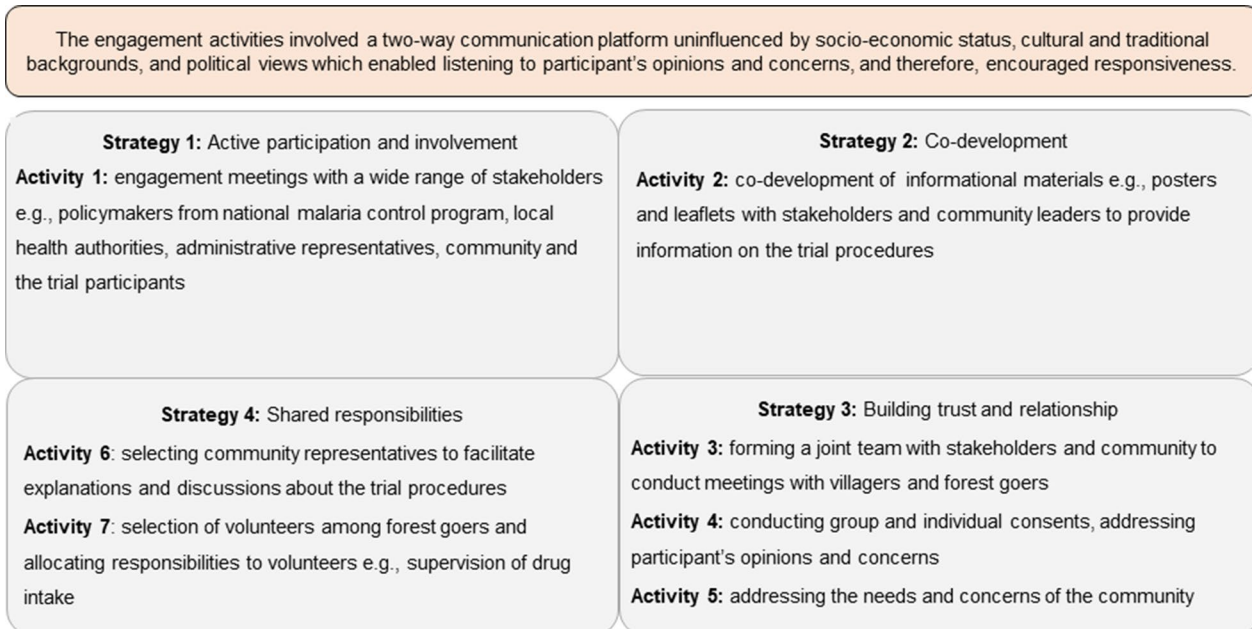 The engagement activities involved a two-way communication platform uninfluenced by socio-economic status, cultural and traditional
backgrounds, and political views which enabled listening to participant's opinions and concerns, and therefore, encouraged responsiveness.
Strategy 1: Active participation and involvement
Activity 1: engagement meetings with a wide range of stakeholders
e.g., policymakers from national malaria control program, local
health authorities, administrative representatives, community and
the trial participants
Strategy 2: Co-development
Activity 2: co-development of informational materials e.g., posters
and leaflets with stakeholders and community leaders to provide
information on the trial procedures
Strategy 4: Shared responsibilities
Activity 6: selecting community representatives to facilitate
explanations and discussions about the trial procedures
Activity 7: selection of volunteers among forest goers and
allocating responsibilities to volunteers e.g., supervision of drug
intake
Strategy 3: Building trust and relationship
Activity 3: forming a joint team with stakeholders and community to
conduct meetings with villagers and forest goers
Activity 4: conducting group and individual consents, addressing
participant's opinions and concerns
Activity 5: addressing the needs and concerns of the community